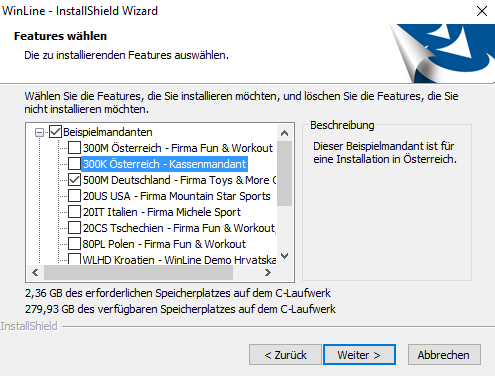 WinLine - InstallShield Wizard
Features wählen
Die zu installierenden Features auswählen.
Wählen Sie die Features, die Sie installieren möchten, und löschen Sie die Features, die Sie
nicht installieren möchten.
Beispielmandanten
300M Österreich - Firma Fun & Workout
300K Österreich - Kassenmandant
500M Deutschland - Firma Toys & More
20US USA - Firma Mountain Star Sports
20IT Italien - Firma Michele Sport
20CS Tschechien - Firma Fun & Workout,
80PL Polen - Firma Fun & Workout
WLHD Kroatien - WinLine Demo Hrvatska
Beschreibung
Dieser Beispielmandant ist für
eine Installation in Österreich.
2,36 GB des erforderlichen Speicherplatzes auf dem C-Laufwerk
279,93 GB des verfügbaren Speicherplatzes auf dem C-Laufwerk
InstallShield
< Zurück
Weiter >
Abbrechen